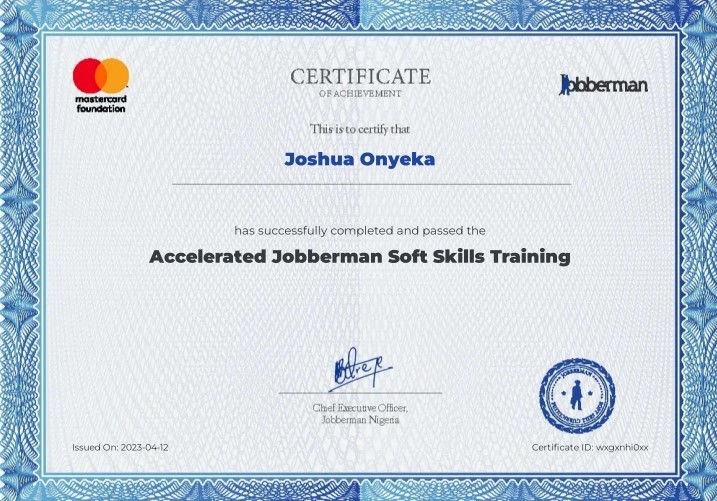 mastercard
foundation
CERTIFICATE
OF ACHIEVEMENT
Jobberman
This is to certify that
Joshua Onyeka
has successfully completed and passed the
Accelerated Jobberman Soft Skills Training
Chief Executive Officer,
Jobberman Nigeria
JOBBERMAN
Issued On: 2023-04-12
Certificate ID: wxgxnhi0xx